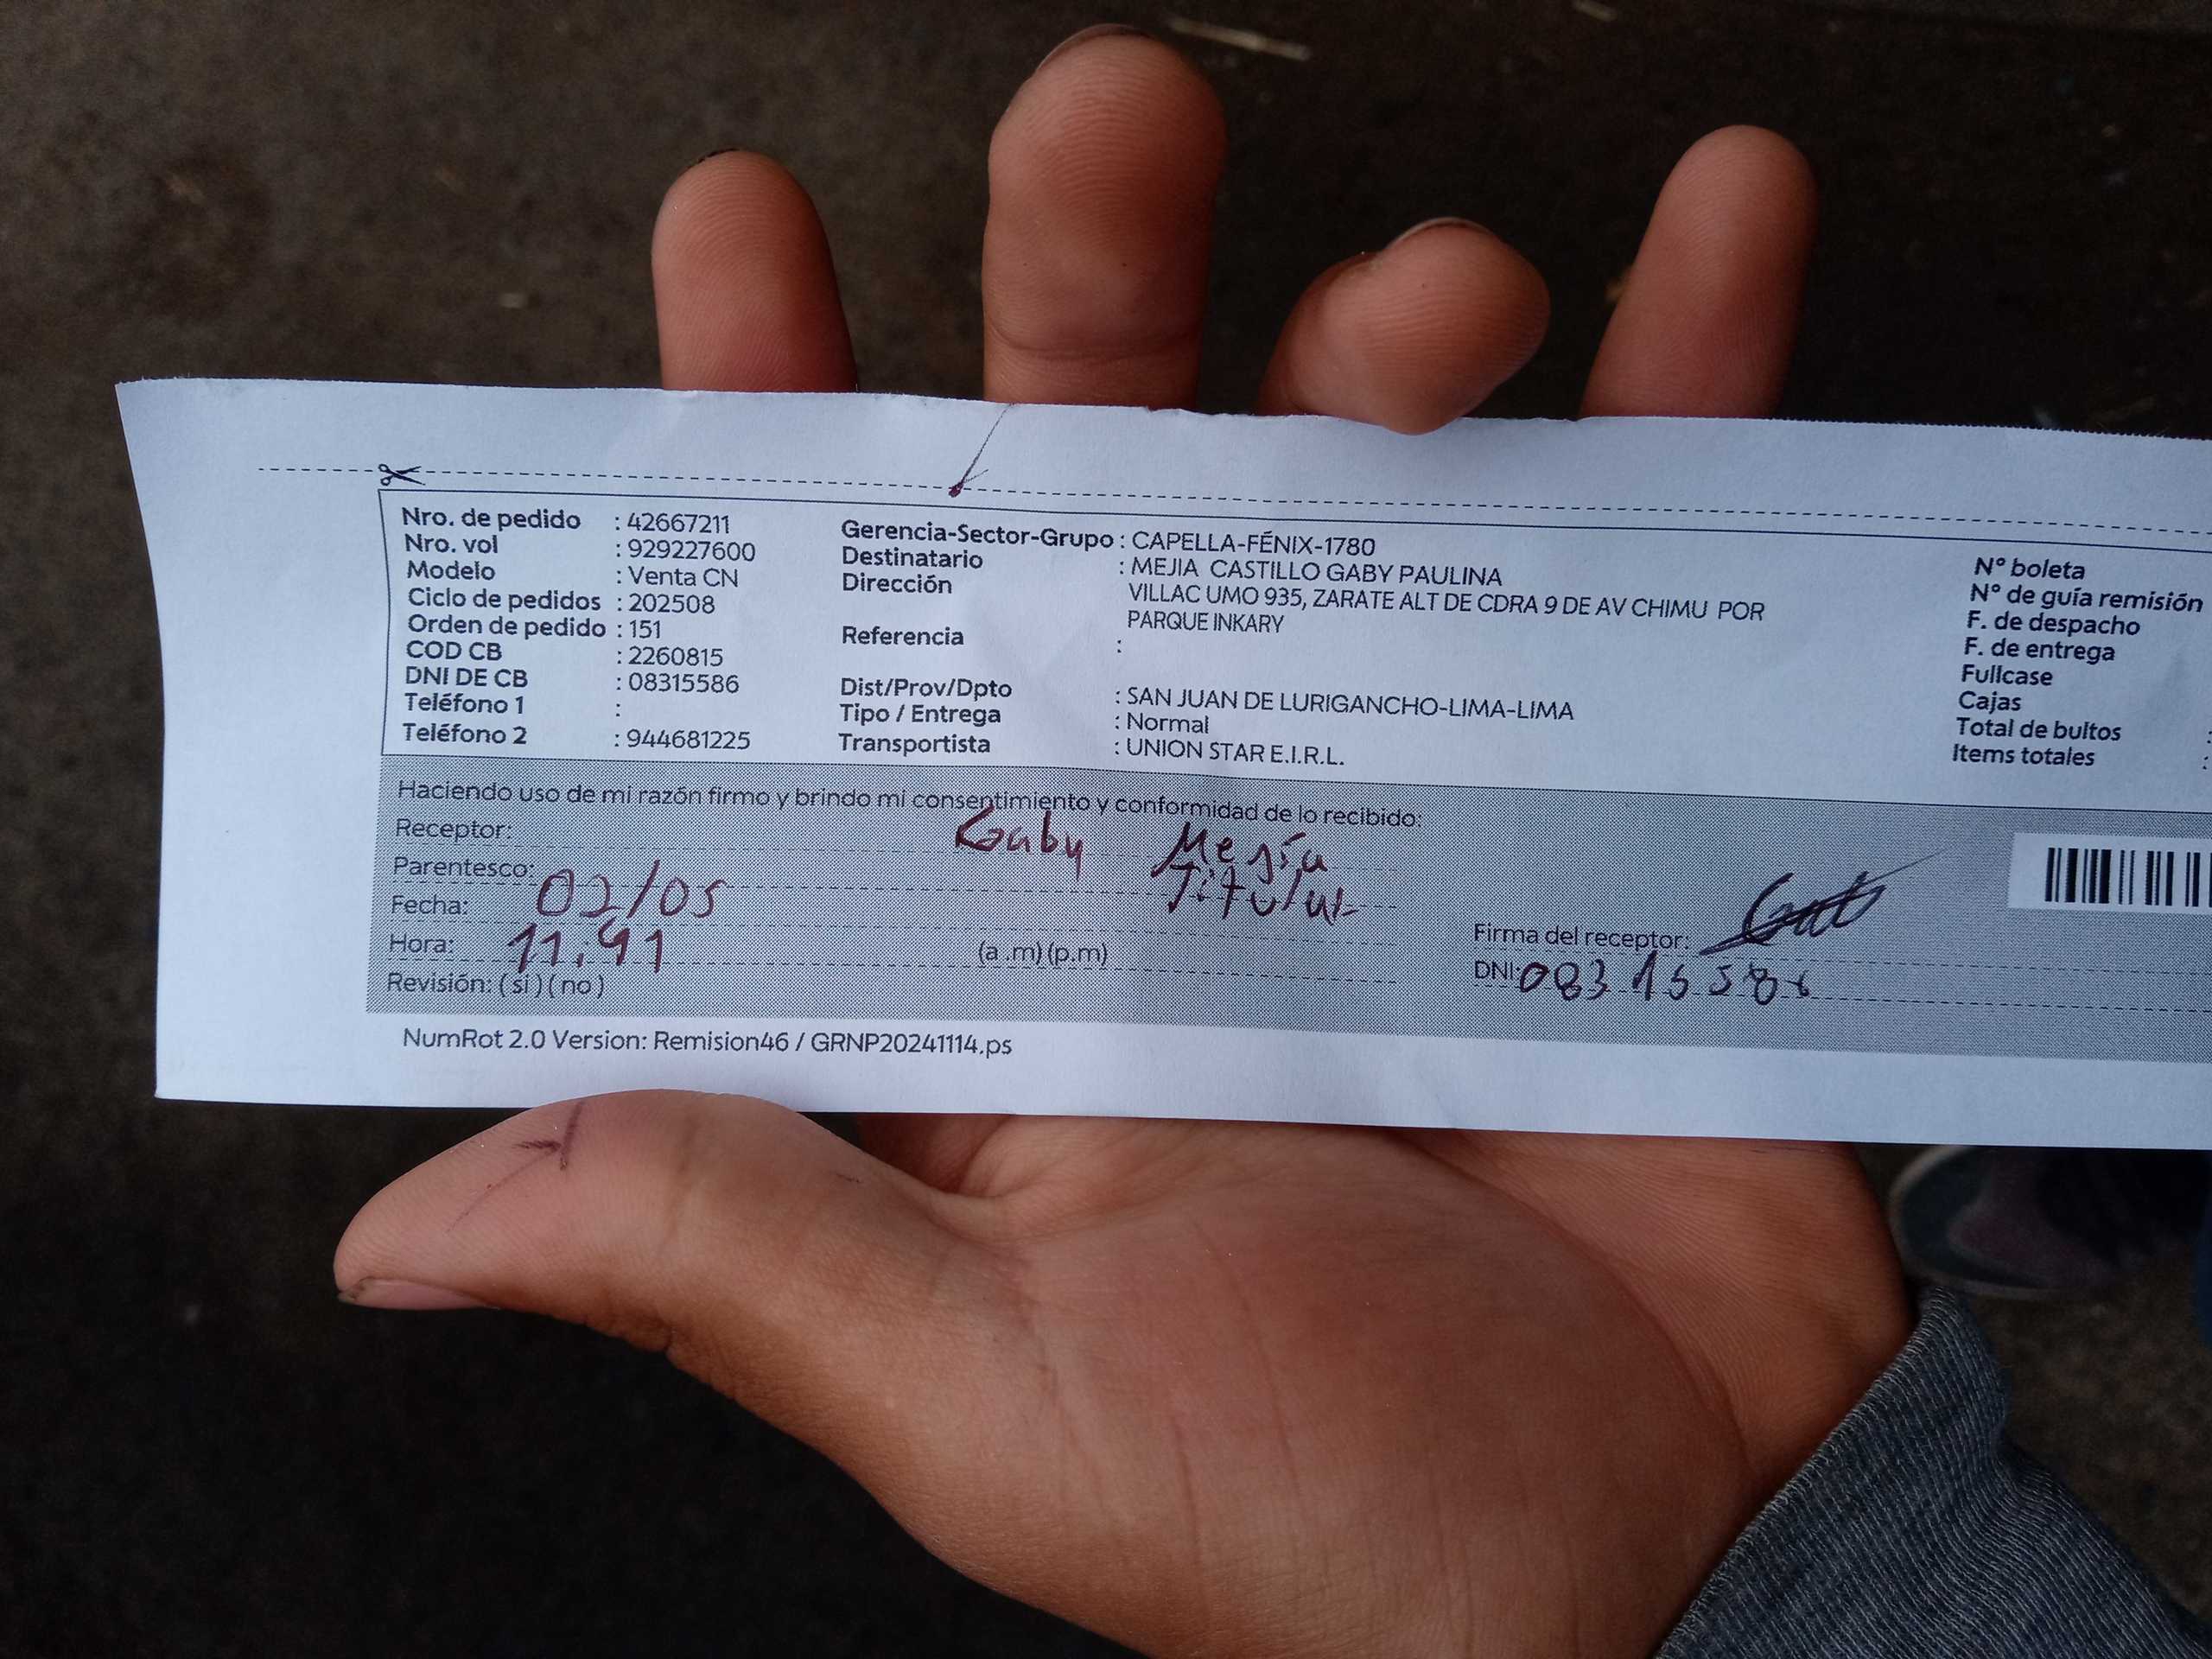 Nro. de pedido : 42667211
Nro. vol : 929227600
Modelo : Venta CN
Ciclo de pedidos : 202508
Orden de pedido : 151
COD CB : 2260815
DNI DE CB : 08315586
Teléfono 1 :
Teléfono 2 : 944681225
Gerencia-Sector-Grupo : CAPELLA-FÉNIX-1780
Destinatario : MEJIA CASTILLO GABY PAULINA
Dirección VILLAC UMO 935, ZARATE ALT DE CDRA 9 DE AV CHIMU POR
PARQUE INKARY
Referencia :
Dist/Prov/Dpto : SAN JUAN DE LURIGANCHO-LIMA-LIMA
Tipo / Entrega : Normal
Transportista : UNION STAR E.I.R.L.
N° boleta
N° de guía remisión
F. de despacho
F. de entrega
Fullcase
Cajas
Total de bultos :
Items totales :
Haciendo uso de mi razón firmo y brindo mi consentimiento y conformidad de lo recibido:
Receptor: Gaby Mejía
Parentesco: Titular
Fecha: 02/05
Hora: 11:41 (a .m) (p.m)
Revisión: ( si ) ( no )
Firma del receptor:
DNI: 08315586
NumRot 2.0 Version: Remision46 / GRNP20241114.ps